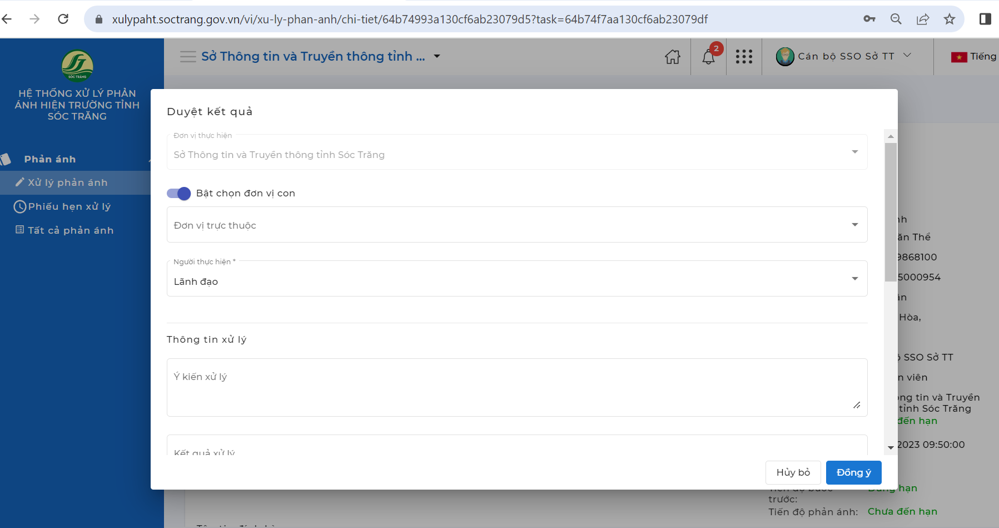 xulypaht.soctrang.gov.vn/vi/xu-ly-phan-anh/chi-tiet/64b74993a130cf6ab23079d5?task=64b74f7aa130cf6ab23079df
SÓC TRĂNG
HỆ THỐNG XỬ LÝ PHẢN
ÁNH HIỆN TRƯỜNG TỈNH
SÓC TRĂNG
Sở Thông tin và Truyền thông tỉnh ...
2
Cán bộ SSO Sở TT
Tiếng
Phản ánh
Xử lý phản ánh
Phiếu hẹn xử lý
Tất cả phản ánh
Duyệt kết quả
Đơn vị thực hiện
Sở Thông tin và Truyền thông tỉnh Sóc Trăng
Bật chọn đơn vị con
Đơn vị trực thuộc
Người thực hiện *
Lãnh đạo
Thông tin xử lý
Ý kiến xử lý
Kết quả xử lý
Hủy bỏ
Đồng ý
Thể
9868100
5000954
Hòa,
SSO Sở TT
viên
tin và Truyền
tỉnh Sóc Trăng
đến hạn
2023 09:50:00
hạn
trước:
Tiến độ phản ánh:
Chưa đến hạn